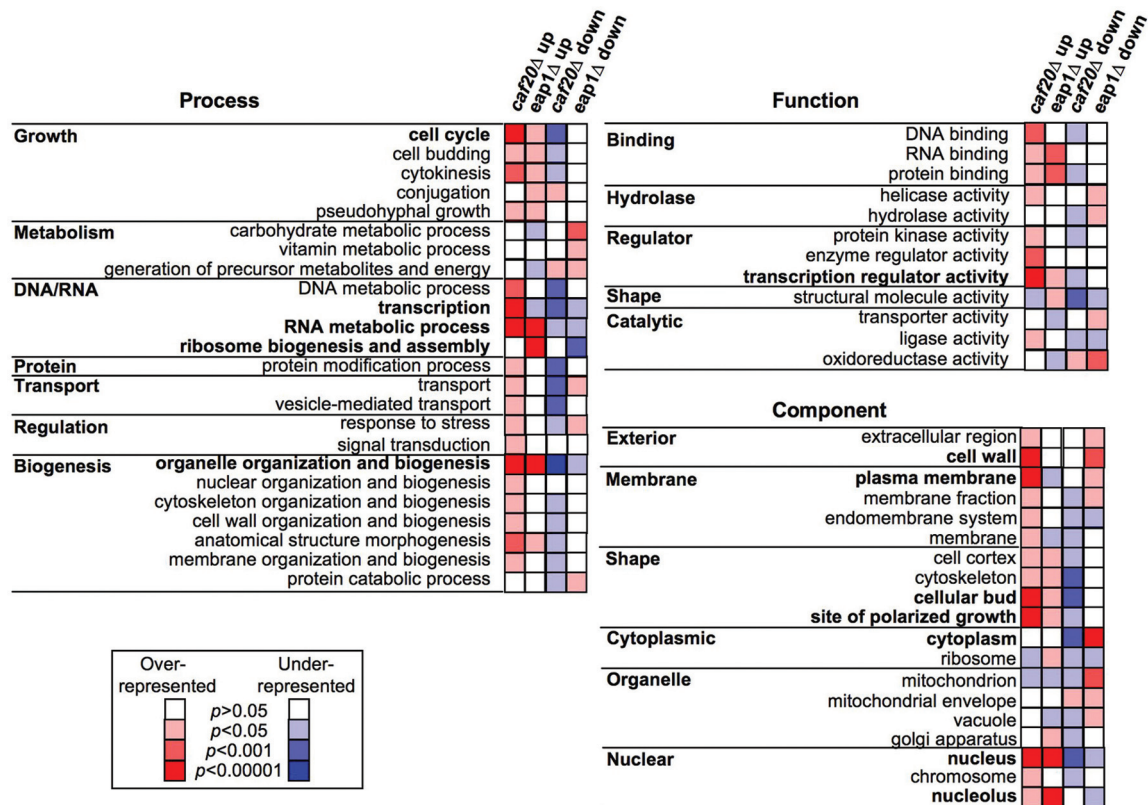 Process
caf20Δ up
eap1Δ up
caf20Δ down
eap1Δ down
Growth
cell cycle
cell budding
cytokinesis
conjugation
pseudohyphal growth
Metabolism
carbohydrate metabolic process
vitamin metabolic process
generation of precursor metabolites and energy
DNA/RNA
DNA metabolic process
transcription
RNA metabolic process
ribosome biogenesis and assembly
Protein
protein modification process
Transport
transport
vesicle-mediated transport
Regulation
response to stress
signal transduction
Biogenesis
organelle organization and biogenesis
nuclear organization and biogenesis
cytoskeleton organization and biogenesis
cell wall organization and biogenesis
anatomical structure morphogenesis
membrane organization and biogenesis
protein catabolic process
Over-
represented
Under-
represented
p>0.05
p<0.05
p<0.001
p<0.00001
Function
caf20Δ up
eap1Δ up
caf20Δ down
eap1Δ down
Binding
DNA binding
RNA binding
protein binding
Hydrolase
helicase activity
hydrolase activity
Regulator
protein kinase activity
enzyme regulator activity
transcription regulator activity
Shape
structural molecule activity
Catalytic
transporter activity
ligase activity
oxidoreductase activity
Component
Exterior
extracellular region
cell wall
Membrane
plasma membrane
membrane fraction
endomembrane system
membrane
Shape
cell cortex
cytoskeleton
cellular bud
site of polarized growth
Cytoplasmic
cytoplasm
ribosome
Organelle
mitochondrion
mitochondrial envelope
vacuole
golgi apparatus
Nuclear
nucleus
chromosome
nucleolus